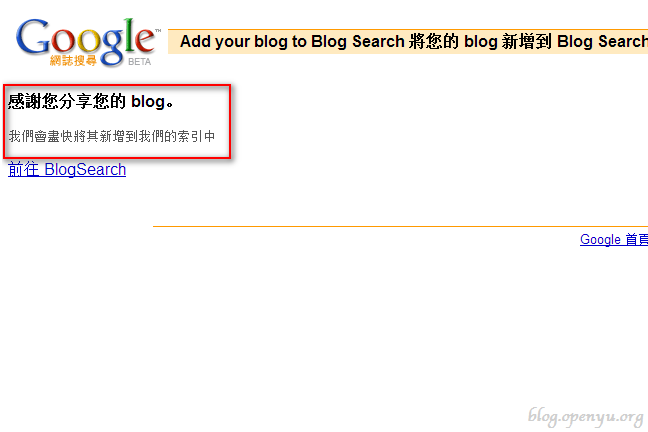 Google™
網誌搜尋 BETA
Add your blog to Blog Search 將您的 blog 新增到 Blog Search
感謝您分享您的 blog。
我們會盡快將其新增到我們的索引中
前往 BlogSearch
Google 首頁
blog.openyu.org